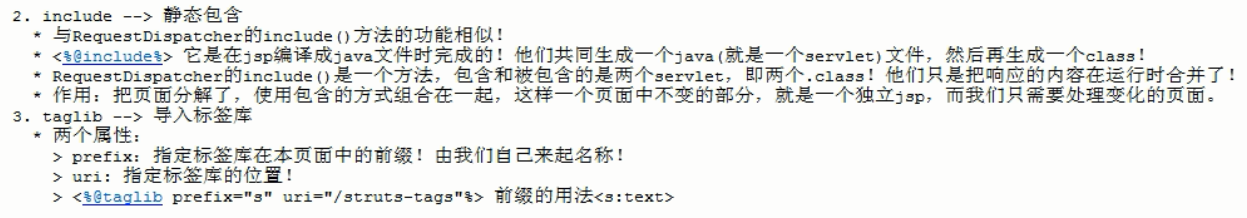 2. include --> 静态包含
* 与RequestDispatcher的include()方法的功能相似！
* <%@include%> 它是在jsp编译成java文件时完成的！他们共同生成一个java(就是一个servlet)文件，然后再生成一个class！
* RequestDispatcher的include()是一个方法，包含和被包含的是两个servlet，即两个.class！他们只是把响应的内容在运行时合并了！
* 作用：把页面分解了，使用包含的方式组合在一起，这样一个页面中不变的部分，就是一个独立jsp，而我们只需要处理变化的页面。
3. taglib --> 导入标签库
* 两个属性：
> prefix: 指定标签库在本页面中的前缀！由我们自己来起名称！
> uri: 指定标签库的位置！
> <%@taglib prefix="s" uri="/struts-tags"%> 前缀的用法<s:text>